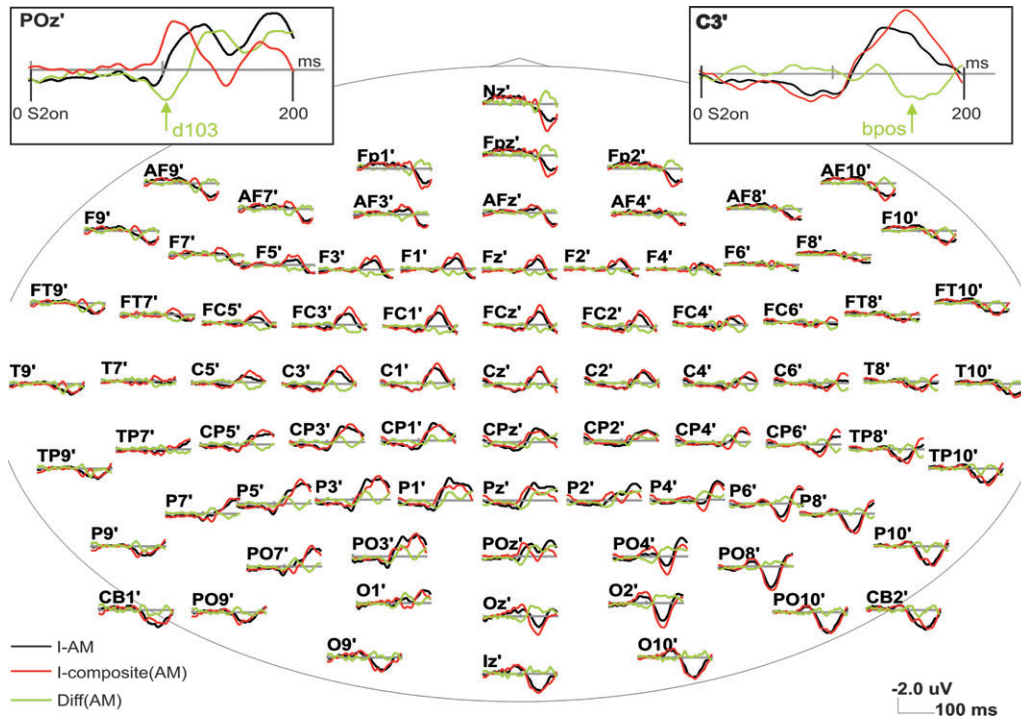 POz'
ms
0 S2on
200
d103
C3'
ms
0 S2on
200
bpos
Nz'
Fp1' Fpz' Fp2'
AF9' AF10'
AF7' AF3' AFz' AF4' AF8'
F9' F10'
F7' F5' F3' F1' Fz' F2' F4' F6' F8'
FT9' FT10'
FT7' FC5' FC3' FC1' FCz' FC2' FC4' FC6' FT8'
T9' T7' C5' C3' C1' Cz' C2' C4' C6' T8' T10'
TP7' CP5' CP3' CP1' CPz' CP2' CP4' CP6' TP8'
TP9' TP10'
P7' P5' P3' P1' Pz' P2' P4' P6' P8'
P9' P10'
PO7' PO3' POz' PO4' PO8'
CB1' PO9' O1' Oz' O2' PO10' CB2'
O9' Iz' O10'
I-AM
I-composite(AM)
Diff(AM)
-2.0 uV
100 ms